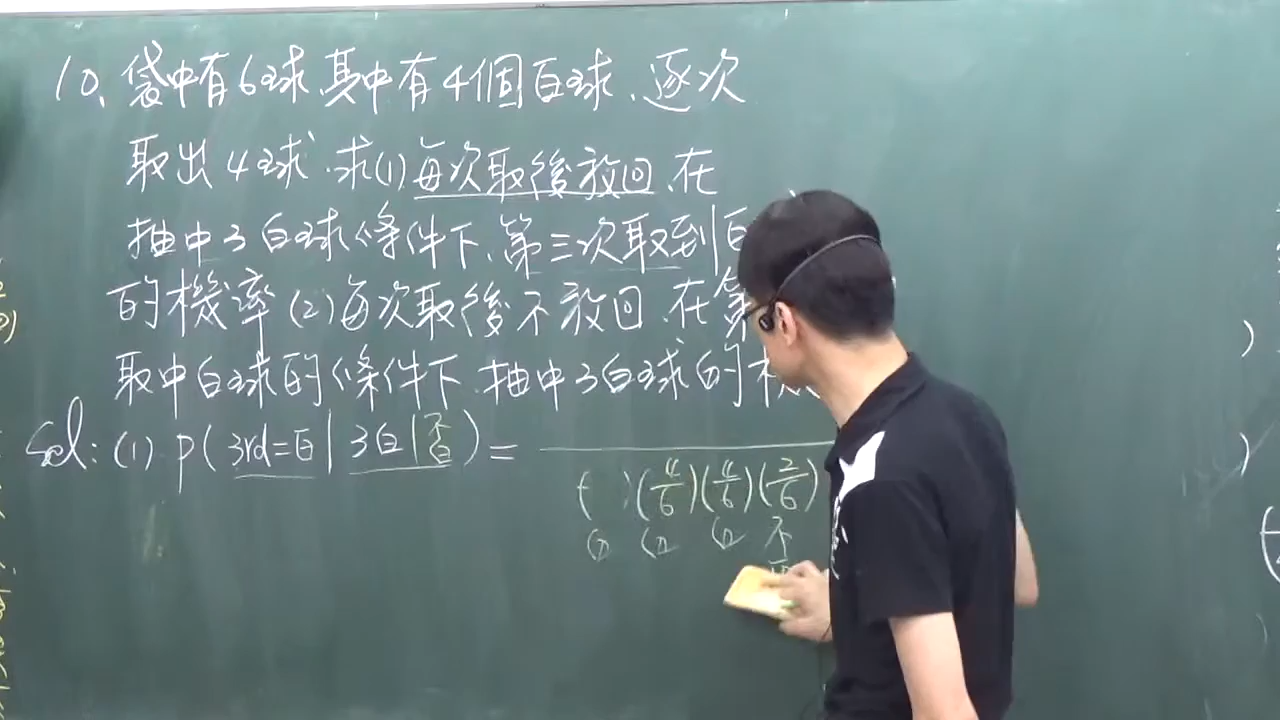 10. 袋中有6球,其中有4個白球,逐次
取出4球,求(1)每次取後放回,在
抽中3白球條件下,第三次取到白
的機率(2)每次取後不放回,在第
取中白球的條件下,抽中3白球的機
Sol: (1) P( 3rd=白 | 3白1否 ) =
( )(4/6)(4/6)(2/6)
白 白 白 不